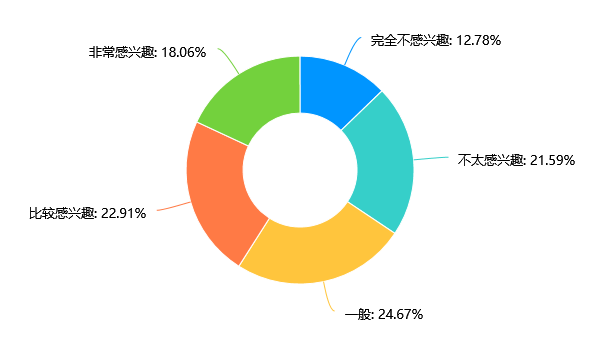 完全不感兴趣: 12.78%
非常感兴趣: 18.06%
不太感兴趣: 21.59%
比较感兴趣: 22.91%
一般: 24.67%